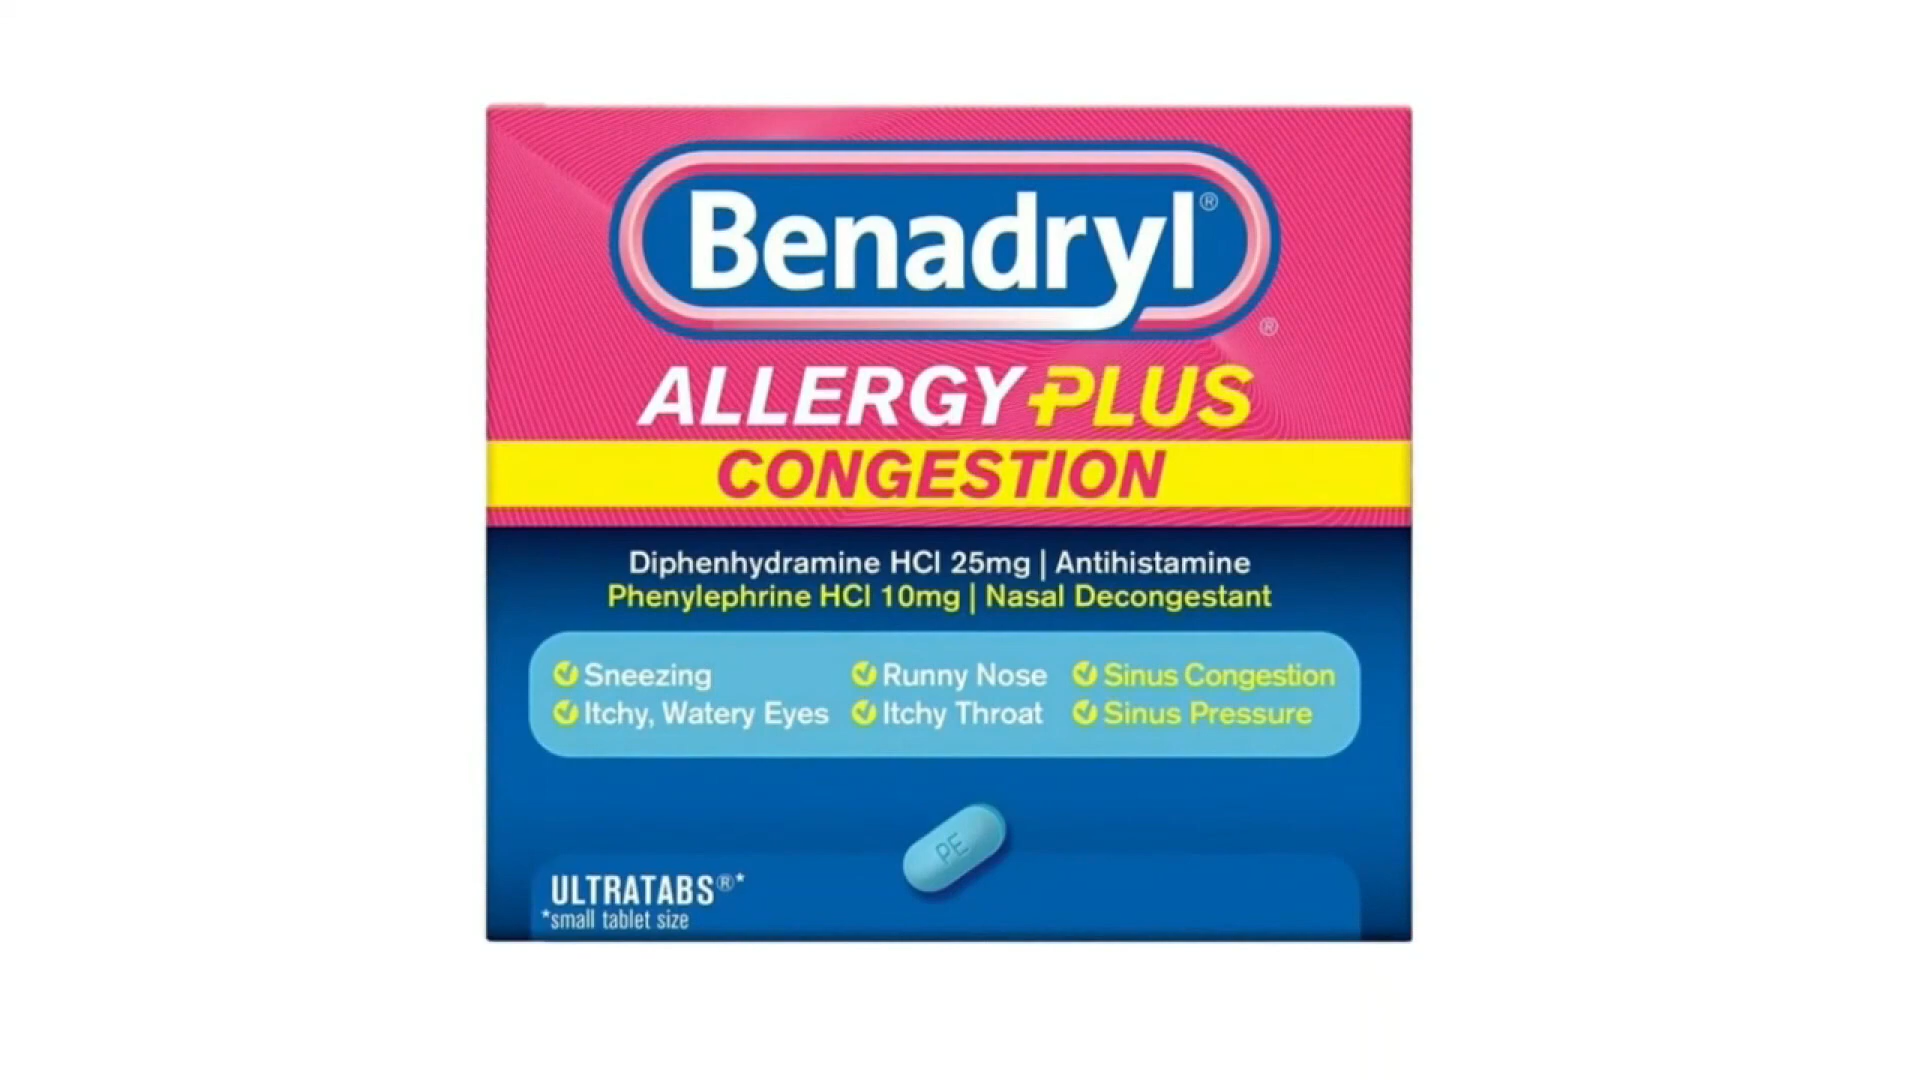 Benadryl®
®
ALLERGY PLUS
CONGESTION
Diphenhydramine HCl 25mg | Antihistamine
Phenylephrine HCl 10mg | Nasal Decongestant
Sneezing Runny Nose Sinus Congestion
Itchy, Watery Eyes Itchy Throat Sinus Pressure
PE
ULTRATABS®*
*small tablet size